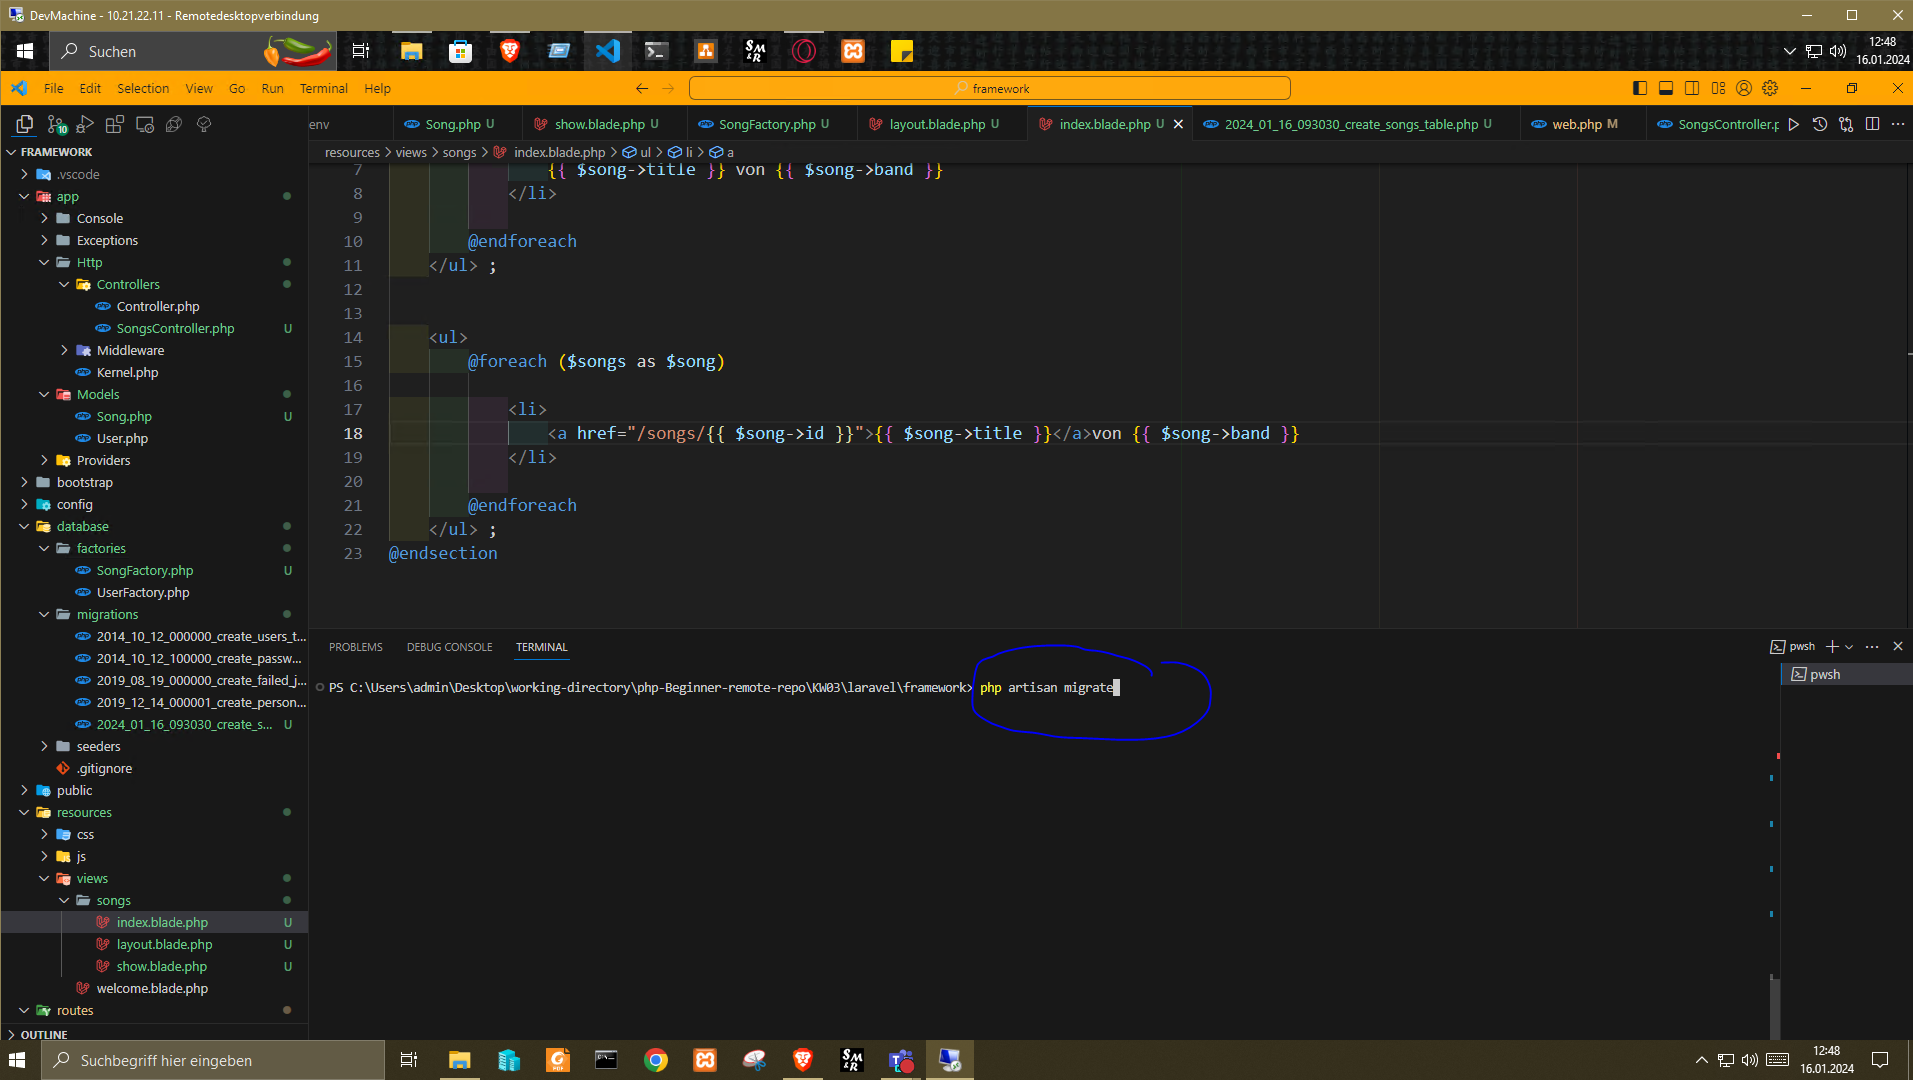 DevMachine - 10.21.22.11 - Remotedesktopverbindung
Suchen
12:48
16.01.2024
File Edit Selection View Go Run Terminal Help
framework
env
Song.php U
show.blade.php U
SongFactory.php U
layout.blade.php U
index.blade.php U
2024_01_16_093030_create_songs_table.php U
web.php M
SongsController.p
10
FRAMEWORK
resources > views > songs > index.blade.php > ul > li > a
.vscode
app
Console
Exceptions
Http
Controllers
Controller.php
SongsController.php U
Middleware
Kernel.php
Models
Song.php U
User.php
Providers
bootstrap
config
database
factories
SongFactory.php U
UserFactory.php
migrations
2014_10_12_000000_create_users_t...
2014_10_12_100000_create_passw...
2019_08_19_000000_create_failed_j...
2019_12_14_000001_create_person...
2024_01_16_093030_create_s... U
seeders
.gitignore
public
resources
css
js
views
songs
index.blade.php U
layout.blade.php U
show.blade.php U
welcome.blade.php
routes
OUTLINE
7 {{ $song->title }} von {{ $song->band }}
8 </li>
9
10 @endforeach
11 </ul> ;
12
13
14 <ul>
15 @foreach ($songs as $song)
16
17 <li>
18 <a href="/songs/{{ $song->id }}">{{ $song->title }}</a>von {{ $song->band }}
19 </li>
20
21 @endforeach
22 </ul> ;
23 @endsection
PROBLEMS DEBUG CONSOLE TERMINAL
pwsh
PS C:\Users\admin\Desktop\working-directory\php-Beginner-remote-repo\KW03\laravel\framework> php artisan migrate
pwsh
Suchbegriff hier eingeben
12:48
16.01.2024